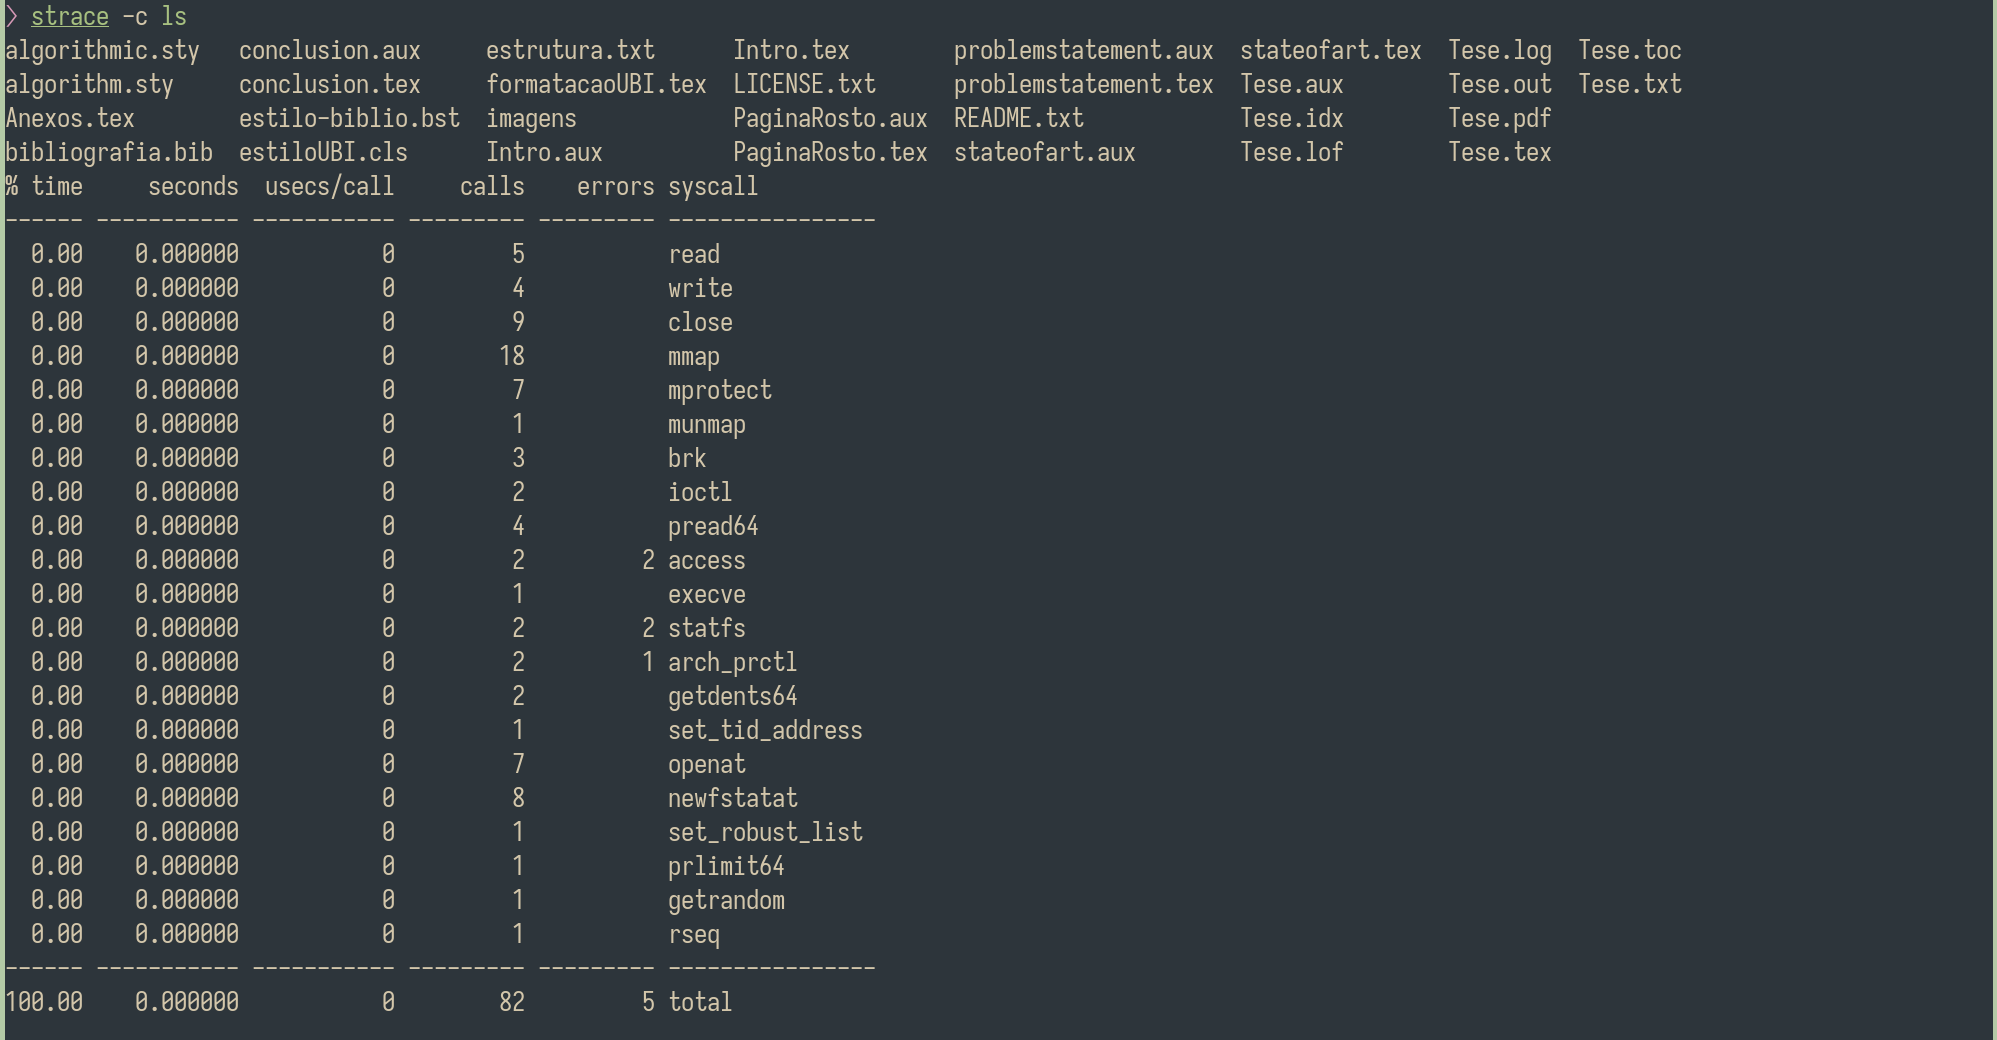 ❯ strace -c ls
algorithmic.sty   conclusion.aux     estrutura.txt      Intro.tex        problemstatement.aux  stateofart.tex  Tese.log  Tese.toc
algorithm.sty     conclusion.tex     formatacaoUBI.tex  LICENSE.txt      problemstatement.tex  Tese.aux        Tese.out  Tese.txt
Anexos.tex        estilo-biblio.bst  imagens            PaginaRosto.aux  README.txt            Tese.idx        Tese.pdf
bibliografia.bib  estiloUBI.cls      Intro.aux          PaginaRosto.tex  stateofart.aux        Tese.lof        Tese.tex
% time     seconds  usecs/call     calls    errors syscall
------ ----------- ----------- --------- --------- ----------------
  0.00    0.000000           0         5           read
  0.00    0.000000           0         4           write
  0.00    0.000000           0         9           close
  0.00    0.000000           0        18           mmap
  0.00    0.000000           0         7           mprotect
  0.00    0.000000           0         1           munmap
  0.00    0.000000           0         3           brk
  0.00    0.000000           0         2           ioctl
  0.00    0.000000           0         4           pread64
  0.00    0.000000           0         2         2 access
  0.00    0.000000           0         1           execve
  0.00    0.000000           0         2         2 statfs
  0.00    0.000000           0         2         1 arch_prctl
  0.00    0.000000           0         2           getdents64
  0.00    0.000000           0         1           set_tid_address
  0.00    0.000000           0         7           openat
  0.00    0.000000           0         8           newfstatat
  0.00    0.000000           0         1           set_robust_list
  0.00    0.000000           0         1           prlimit64
  0.00    0.000000           0         1           getrandom
  0.00    0.000000           0         1           rseq
------ ----------- ----------- --------- --------- ----------------
100.00    0.000000           0        82         5 total